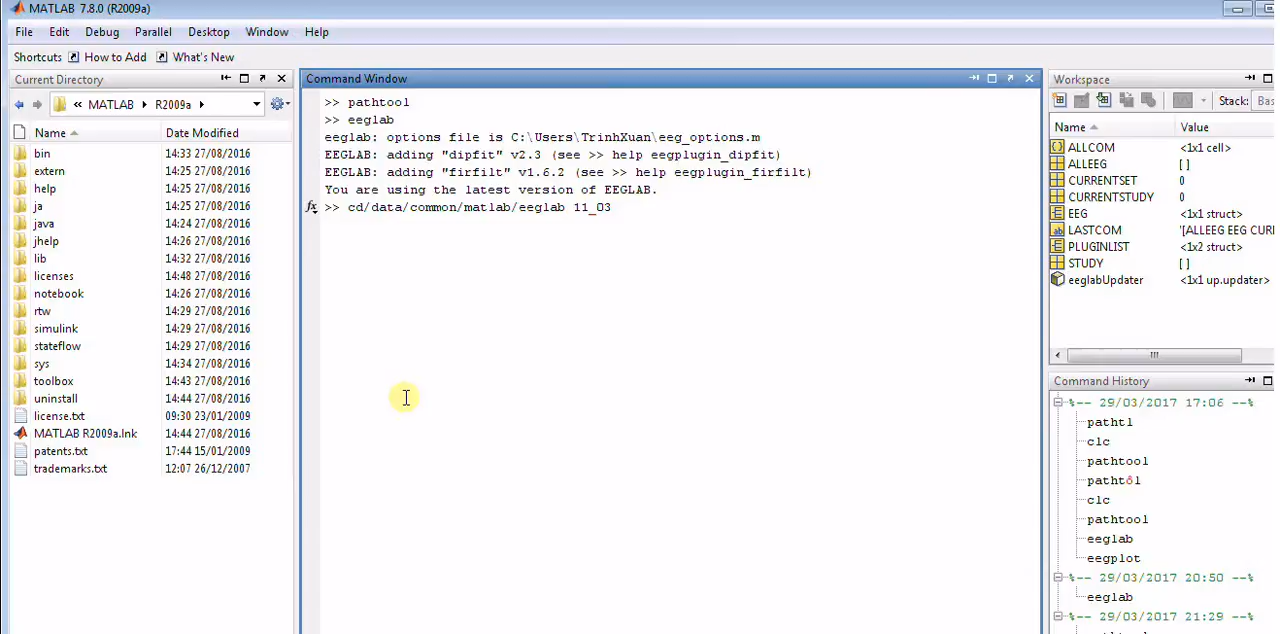 MATLAB 7.8.0 (R2009a)
File Edit Debug Parallel Desktop Window Help
Shortcuts How to Add What's New
Current Directory
« MATLAB R2009a
Name Date Modified
bin 14:33 27/08/2016
extern 14:25 27/08/2016
help 14:25 27/08/2016
ja 14:25 27/08/2016
java 14:24 27/08/2016
jhelp 14:26 27/08/2016
lib 14:32 27/08/2016
licenses 14:48 27/08/2016
notebook 14:26 27/08/2016
rtw 14:29 27/08/2016
simulink 14:29 27/08/2016
stateflow 14:29 27/08/2016
sys 14:34 27/08/2016
toolbox 14:43 27/08/2016
uninstall 14:44 27/08/2016
license.txt 09:30 23/01/2009
MATLAB R2009a.lnk 14:44 27/08/2016
patents.txt 17:44 15/01/2009
trademarks.txt 12:07 26/12/2007
Command Window
>> pathtool
>> eeglab
eeglab: options file is C:\Users\TrinhXuan\eeg_options.m
EEGLAB: adding "dipfit" v2.3 (see >> help eegplugin_dipfit)
EEGLAB: adding "firfilt" v1.6.2 (see >> help eegplugin_firfilt)
You are using the latest version of EEGLAB.
fx >> cd/data/common/matlab/eeglab 11_03
Workspace
Stack: Bas
Name Value
ALLCOM <1x1 cell>
ALLEEG [ ]
CURRENTSET 0
CURRENTSTUDY 0
EEG <1x1 struct>
LASTCOM '[ALLEEG EEG CUR
PLUGINLIST <1x2 struct>
STUDY [ ]
eeglabUpdater <1x1 up.updater>
Command History
%-- 29/03/2017 17:06 --%
pathtl
clc
pathtool
pathtôl
clc
pathtool
eeglab
eegplot
%-- 29/03/2017 20:50 --%
eeglab
%-- 29/03/2017 21:29 --%